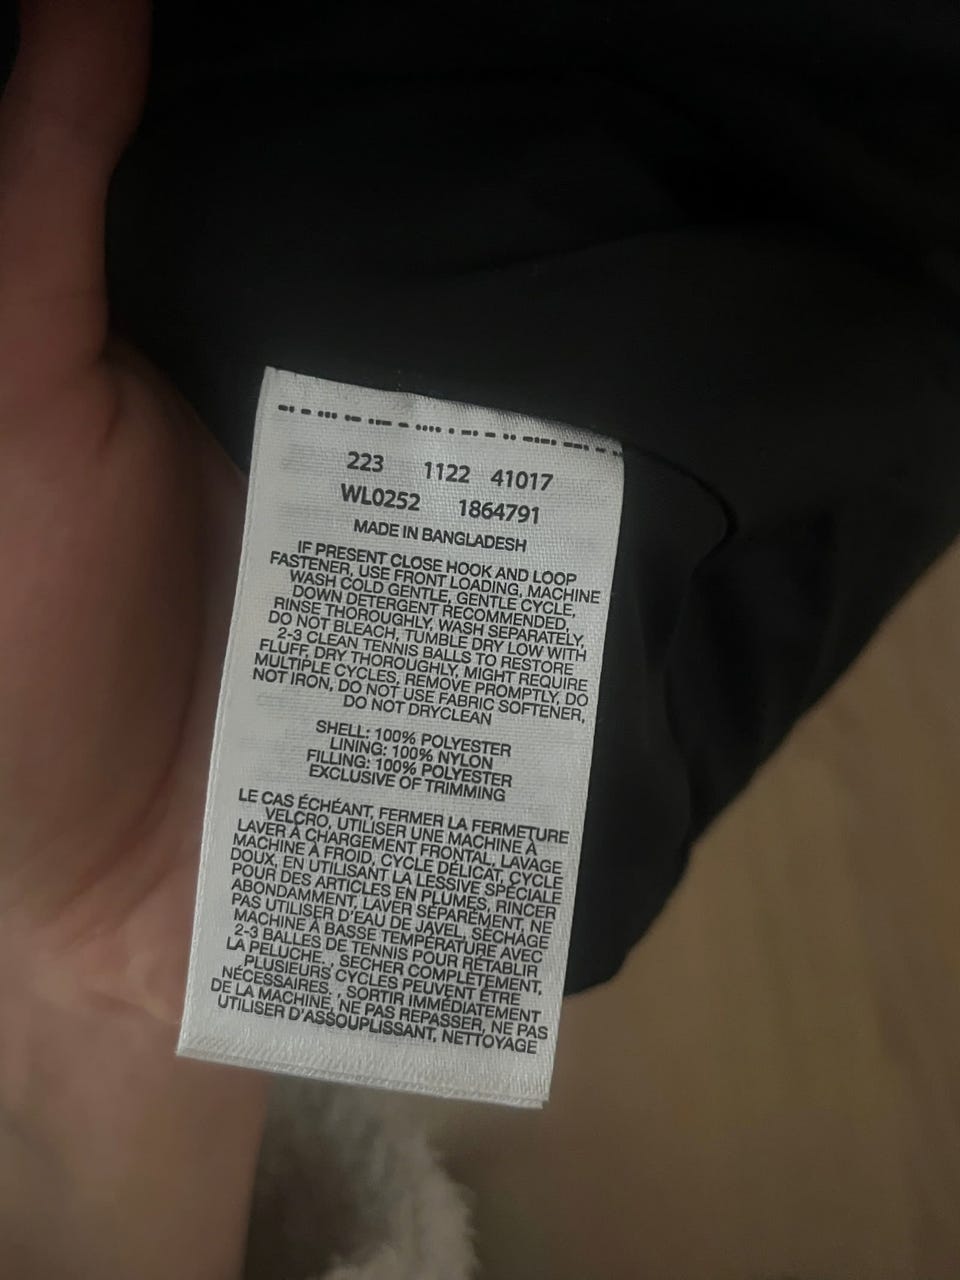 223 1122 41017
WL0252 1864791
MADE IN BANGLADESH
IF PRESENT CLOSE HOOK AND LOOP
FASTENER, USE FRONT LOADING, MACHINE
WASH COLD GENTLE, GENTLE CYCLE,
DOWN DETERGENT RECOMMENDED,
RINSE THOROUGHLY, WASH SEPARATELY,
DO NOT BLEACH, TUMBLE DRY LOW WITH
2-3 CLEAN TENNIS BALLS TO RESTORE
FLUFF, DRY THOROUGHLY, MIGHT REQUIRE
MULTIPLE CYCLES, REMOVE PROMPTLY, DO
NOT IRON, DO NOT USE FABRIC SOFTENER,
DO NOT DRYCLEAN
SHELL: 100% POLYESTER
LINING: 100% NYLON
FILLING: 100% POLYESTER
EXCLUSIVE OF TRIMMING
LE CAS ÉCHÉANT, FERMER LA FERMETURE
VELCRO, UTILISER UNE MACHINE À
LAVER À CHARGEMENT FRONTAL, LAVAGE
MACHINE À FROID, CYCLE DÉLICAT, CYCLE
DOUX, EN UTILISANT LA LESSIVE SPÉCIALE
POUR DES ARTICLES EN PLUMES, RINCER
ABONDAMMENT, LAVER SÉPARÉMENT, NE
PAS UTILISER D'EAU DE JAVEL, SÉCHAGE
MACHINE À BASSE TEMPÉRATURE AVEC
2-3 BALLES DE TENNIS POUR RÉTABLIR
LA PELUCHE. , SECHER COMPLÈTEMENT,
PLUSIEURS CYCLES PEUVENT ÊTRE
NÉCESSAIRES. , SORTIR IMMÉDIATEMENT
DE LA MACHINE, NE PAS REPASSER, NE PAS
UTILISER D'ASSOUPLISSANT, NETTOYAGE